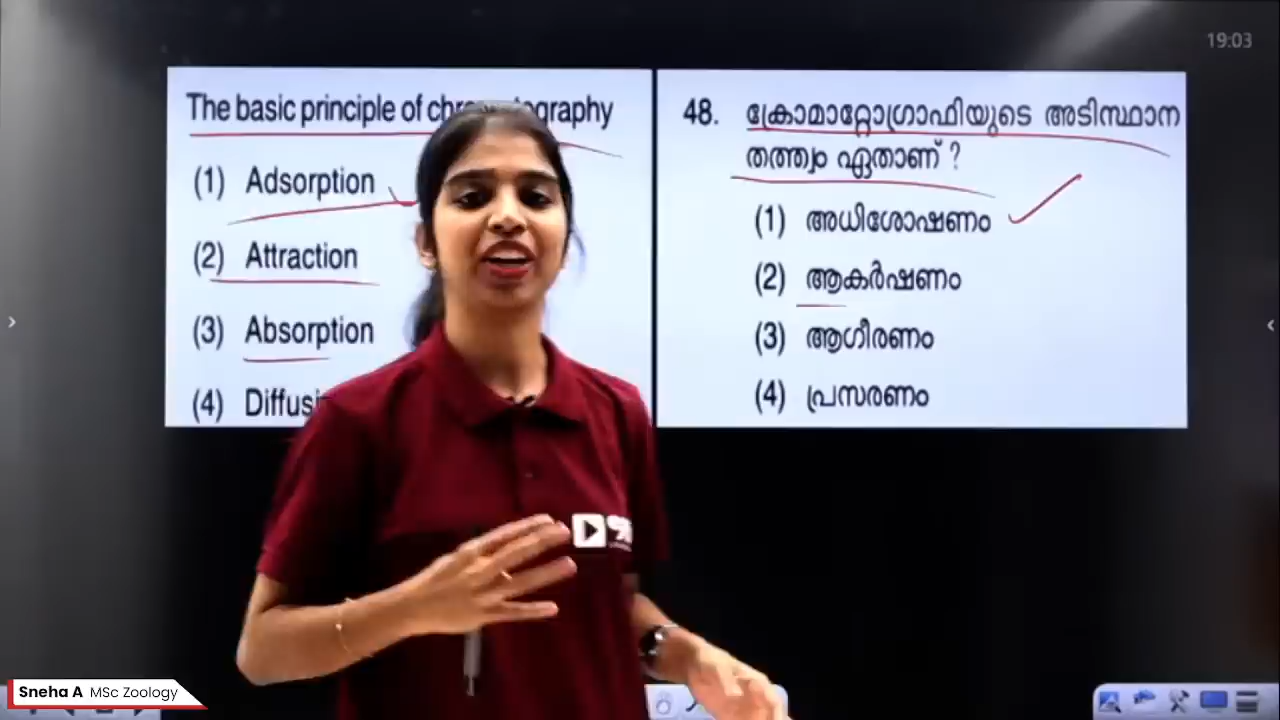 19:03
The basic principle of chromatography
(1) Adsorption
(2) Attraction
(3) Absorption
(4)
48. ക്രോമാറ്റോഗ്രാഫിയുടെ അടിസ്ഥാന
തത്ത്വം ഏതാണ് ?
(1) അധിശോഷണം
(2) ആകർഷണം
(3) ആഗീരണം
(4) പ്രസരണം
Sneha A MSc Zoology